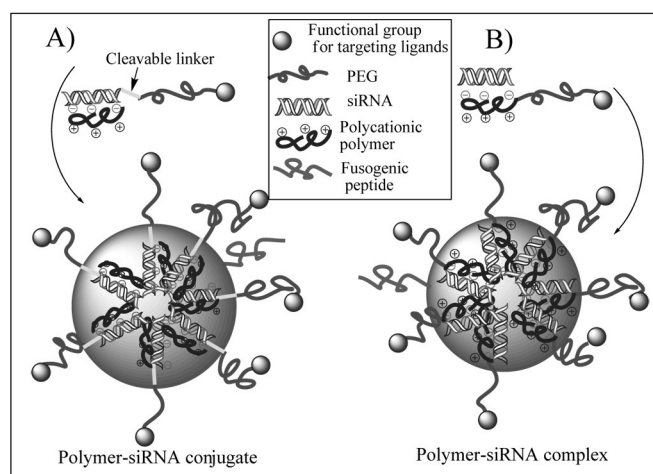 A)
Cleavable linker
Functional group
for targeting ligands
PEG
siRNA
Polycationic
polymer
Fusogenic
peptide
B)
Polymer-siRNA conjugate
Polymer-siRNA complex